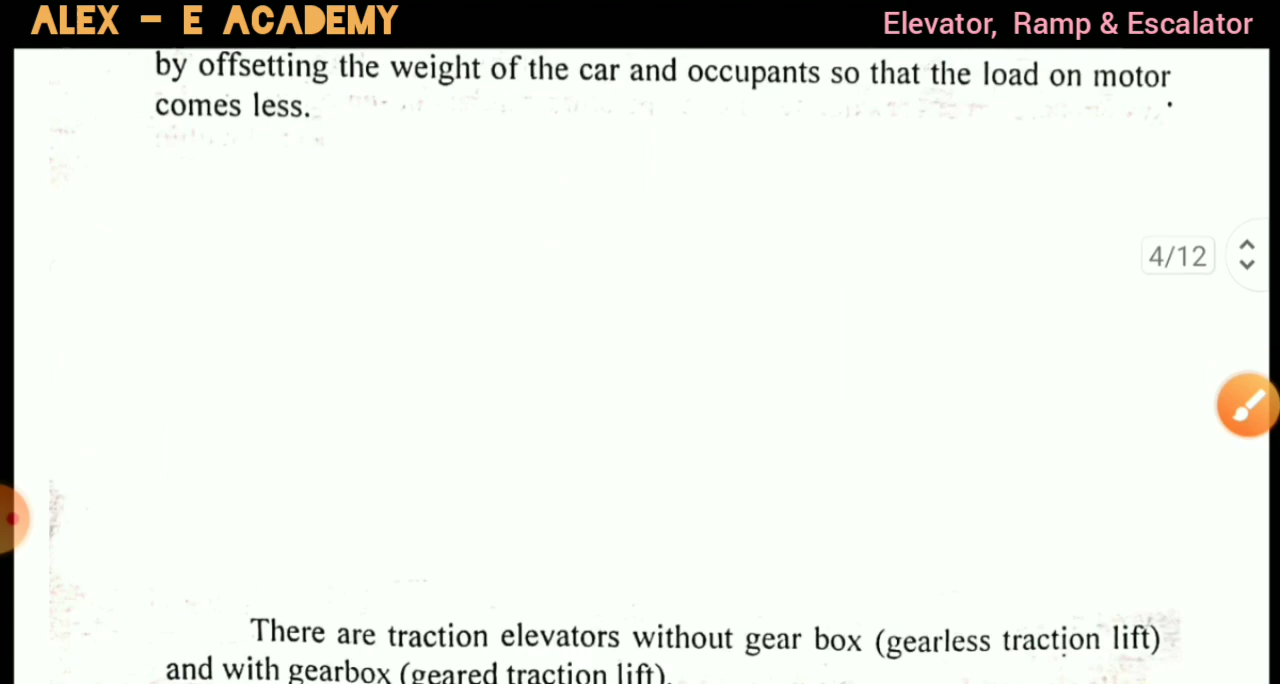 ALEX - E ACADEMY
Elevator, Ramp & Escalator
by offsetting the weight of the car and occupants so that the load on motor
comes less.
4/12
There are traction elevators without gear box (gearless traction lift)
and with gearbox (geared traction lift).